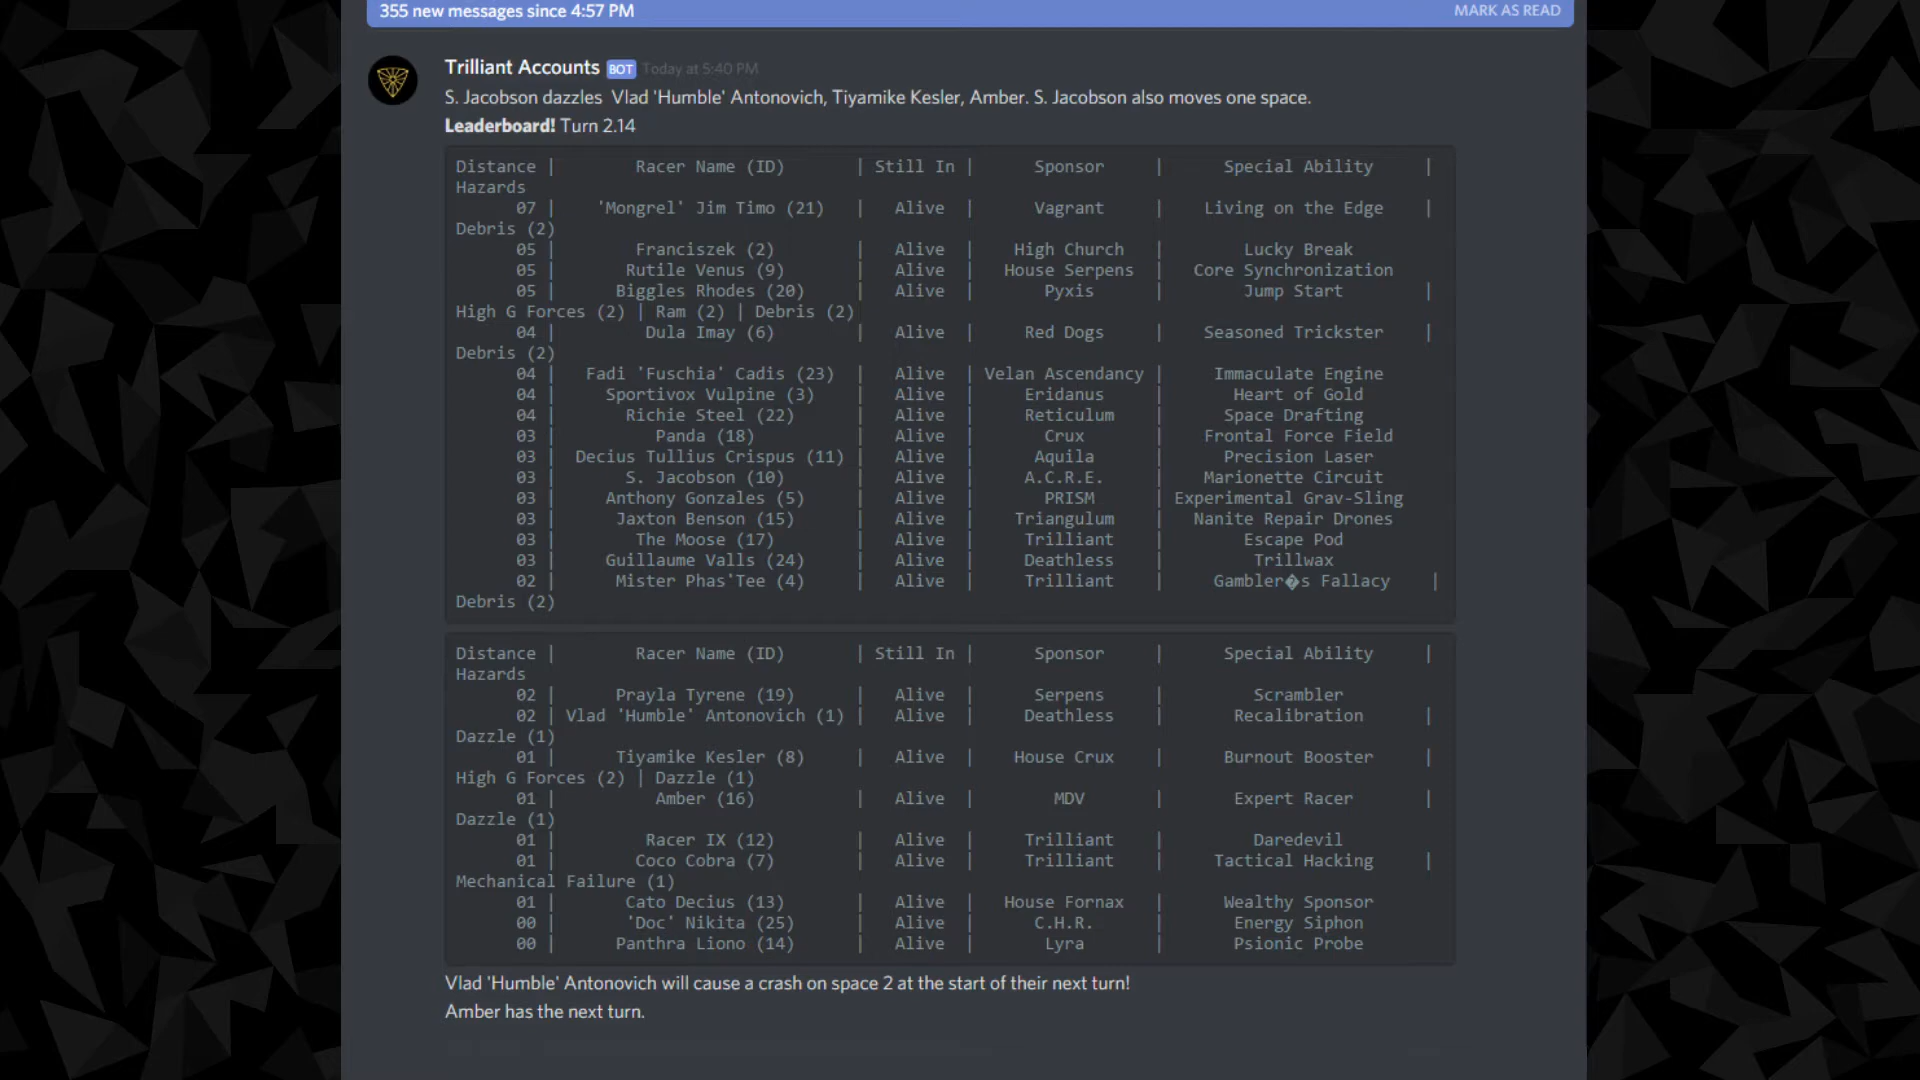 355 new messages since 4:57 PM MARK AS READ
Trilliant Accounts BOT Today at 5:40 PM
S. Jacobson dazzles Vlad 'Humble' Antonovich, Tiyamike Kesler, Amber. S. Jacobson also moves one space.
Leaderboard! Turn 2.14
Distance | Racer Name (ID) | Still In | Sponsor | Special Ability |
Hazards
07 | 'Mongrel' Jim Timo (21) | Alive | Vagrant | Living on the Edge |
Debris (2)
05 | Franciszek (2) | Alive | High Church | Lucky Break
05 | Rutile Venus (9) | Alive | House Serpens | Core Synchronization
05 | Biggles Rhodes (20) | Alive | Pyxis | Jump Start |
High G Forces (2) | Ram (2) | Debris (2)
04 | Dula Imay (6) | Alive | Red Dogs | Seasoned Trickster |
Debris (2)
04 | Fadi 'Fuschia' Cadis (23) | Alive | Velan Ascendancy | Immaculate Engine
04 | Sportivox Vulpine (3) | Alive | Eridanus | Heart of Gold
04 | Richie Steel (22) | Alive | Reticulum | Space Drafting
03 | Panda (18) | Alive | Crux | Frontal Force Field
03 | Decius Tullius Crispus (11) | Alive | Aquila | Precision Laser
03 | S. Jacobson (10) | Alive | A.C.R.E. | Marionette Circuit
03 | Anthony Gonzales (5) | Alive | PRISM | Experimental Grav-Sling
03 | Jaxton Benson (15) | Alive | Triangulum | Nanite Repair Drones
03 | The Moose (17) | Alive | Trilliant | Escape Pod
03 | Guillaume Valls (24) | Alive | Deathless | Trillwax
02 | Mister Phas'Tee (4) | Alive | Trilliant | Gambler�s Fallacy |
Debris (2)
Distance | Racer Name (ID) | Still In | Sponsor | Special Ability |
Hazards
02 | Prayla Tyrene (19) | Alive | Serpens | Scrambler
02 | Vlad 'Humble' Antonovich (1) | Alive | Deathless | Recalibration |
Dazzle (1)
01 | Tiyamike Kesler (8) | Alive | House Crux | Burnout Booster |
High G Forces (2) | Dazzle (1)
01 | Amber (16) | Alive | MDV | Expert Racer |
Dazzle (1)
01 | Racer IX (12) | Alive | Trilliant | Daredevil
01 | Coco Cobra (7) | Alive | Trilliant | Tactical Hacking |
Mechanical Failure (1)
01 | Cato Decius (13) | Alive | House Fornax | Wealthy Sponsor
00 | 'Doc' Nikita (25) | Alive | C.H.R. | Energy Siphon
00 | Panthra Liono (14) | Alive | Lyra | Psionic Probe
Vlad 'Humble' Antonovich will cause a crash on space 2 at the start of their next turn!
Amber has the next turn.